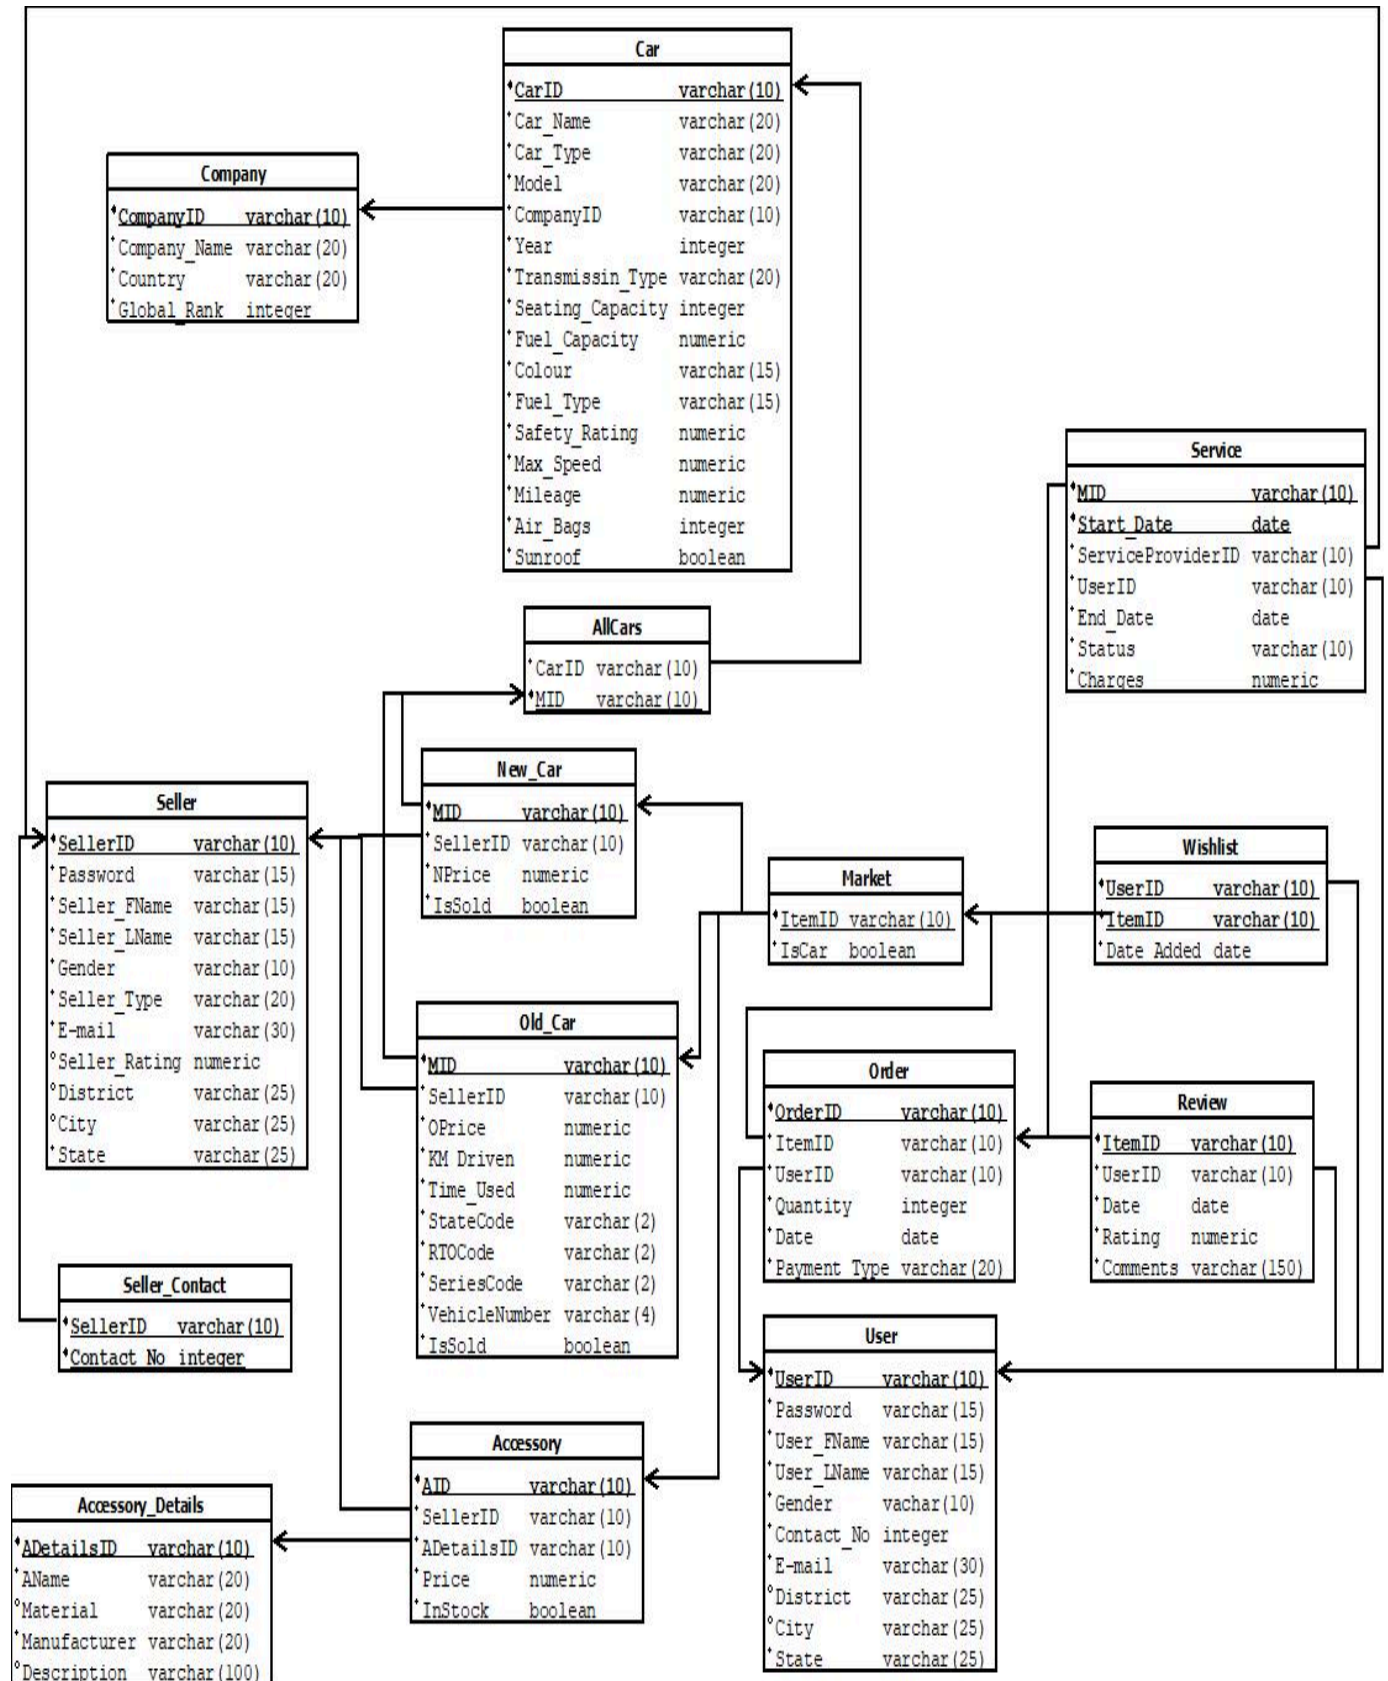 Car
CarID varchar(10)
Car_Name varchar(20)
Car_Type varchar(20)
Model varchar(20)
CompanyID varchar(10)
Year integer
Transmissin_Type varchar(20)
Seating_Capacity integer
Fuel_Capacity numeric
Colour varchar(15)
Fuel_Type varchar(15)
Safety_Rating numeric
Max_Speed numeric
Mileage numeric
Air_Bags integer
Sunroof boolean
Company
CompanyID varchar(10)
Company_Name varchar(20)
Country varchar(20)
Global_Rank integer
Service
MID varchar(10)
Start_Date date
ServiceProviderID varchar(10)
UserID varchar(10)
End_Date date
Status varchar(10)
Charges numeric
AllCars
CarID varchar(10)
MID varchar(10)
New_Car
MID varchar(10)
SellerID varchar(10)
NPrice numeric
IsSold boolean
Seller
SellerID varchar(10)
Password varchar(15)
Seller_FName varchar(15)
Seller_LName varchar(15)
Gender varchar(10)
Seller_Type varchar(20)
E-mail varchar(30)
Seller_Rating numeric
District varchar(25)
City varchar(25)
State varchar(25)
Market
ItemID varchar(10)
IsCar boolean
Wishlist
UserID varchar(10)
ItemID varchar(10)
Date_Added date
Old_Car
MID varchar(10)
SellerID varchar(10)
OPrice numeric
KM_Driven numeric
Time_Used numeric
StateCode varchar(2)
RTOCode varchar(2)
SeriesCode varchar(2)
VehicleNumber varchar(4)
IsSold boolean
Order
OrderID varchar(10)
ItemID varchar(10)
UserID varchar(10)
Quantity integer
Date date
Payment_Type varchar(20)
Review
ItemID varchar(10)
UserID varchar(10)
Date date
Rating numeric
Comments varchar(150)
Seller_Contact
SellerID varchar(10)
Contact_No integer
User
UserID varchar(10)
Password varchar(15)
User_FName varchar(15)
User_LName varchar(15)
Gender vachar(10)
Contact_No integer
E-mail varchar(30)
District varchar(25)
City varchar(25)
State varchar(25)
Accessory
AID varchar(10)
SellerID varchar(10)
ADetailsID varchar(10)
Price numeric
InStock boolean
Accessory_Details
ADetailsID varchar(10)
AName varchar(20)
Material varchar(20)
Manufacturer varchar(20)
Description varchar(100)